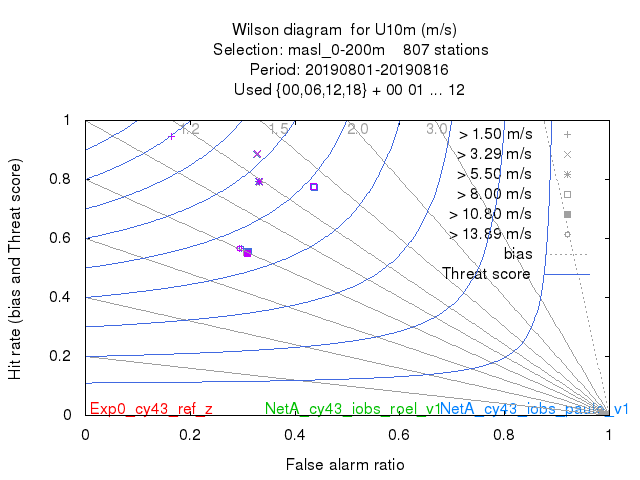 Wilson diagram for U10m (m/s)
Selection: masl_0-200m 807 stations
Period: 20190801-20190816
Used {00,06,12,18} + 00 01 ... 12
Hit rate (bias and Threat score)
1
0.8
0.6
0.4
0.2
0
1.2
1.5
2.0
3.0
> 1.50 m/s
> 3.29 m/s
> 5.50 m/s
> 8.00 m/s
> 10.80 m/s
> 13.89 m/s
bias
Threat score
Exp0_cy43_ref_z
NetA_cy43_iobs_roel_v1
NetA_cy43_iobs_paulo_v1
0
0.2
0.4
0.6
0.8
1
False alarm ratio